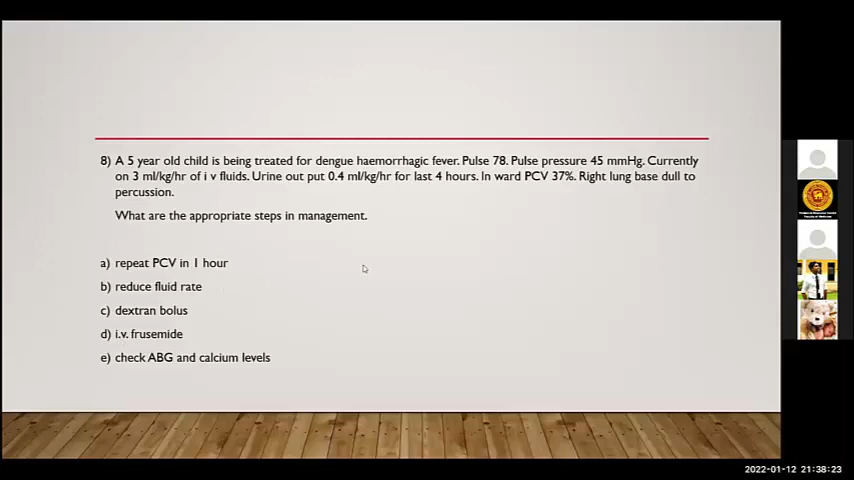 8) A 5 year old child is being treated for dengue haemorrhagic fever. Pulse 78. Pulse pressure 45 mmHg. Currently
on 3 ml/kg/hr of i v fluids. Urine out put 0.4 ml/kg/hr for last 4 hours. In ward PCV 37%. Right lung base dull to
percussion.
What are the appropriate steps in management.
a) repeat PCV in 1 hour
b) reduce fluid rate
c) dextran bolus
d) i.v. frusemide
e) check ABG and calcium levels
2022-01-12 21:38:23